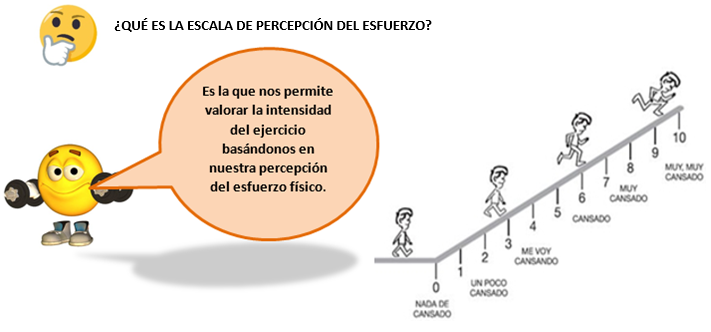 ¿QUÉ ES LA ESCALA DE PERCEPCIÓN DEL ESFUERZO?
Es la que nos permite
valorar la intensidad
del ejercicio
basándonos en
nuestra percepción
del esfuerzo físico.
0
1
2
3
4
5
6
7
8
9
10
NADA DE
CANSADO
UN POCO
CANSADO
ME VOY
CANSANDO
CANSADO
MUY
CANSADO
MUY, MUY
CANSADO